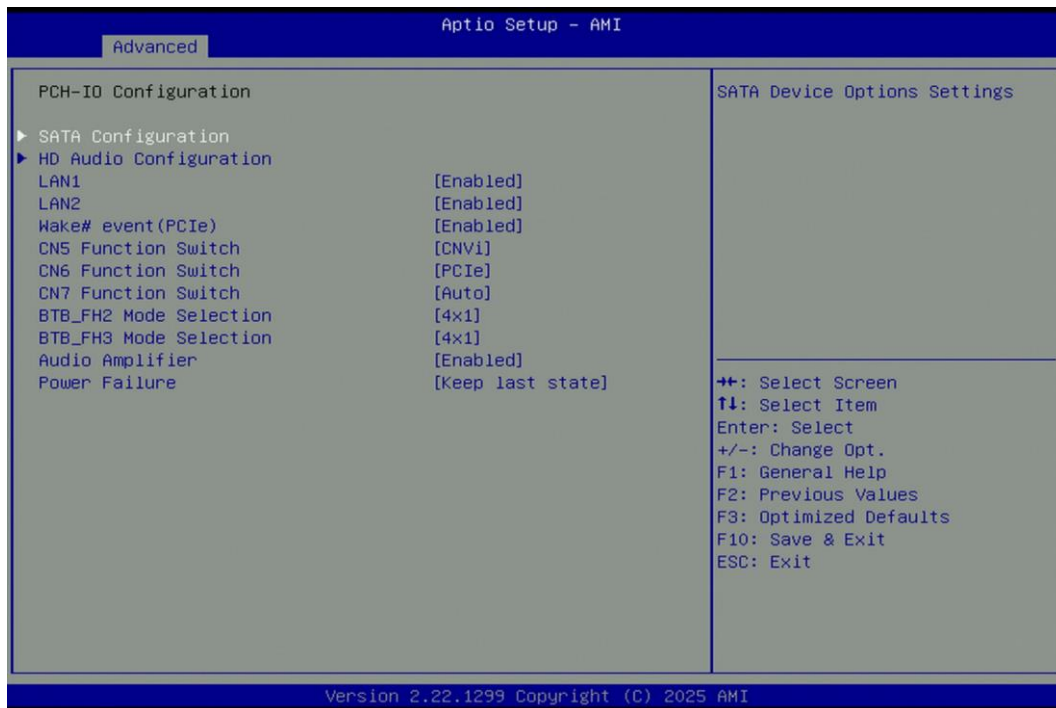 Aptio Setup – AMI
Advanced
PCH-IO Configuration
SATA Configuration
HD Audio Configuration
LAN1 [Enabled]
LAN2 [Enabled]
Wake# event(PCIe) [Enabled]
CN5 Function Switch [CNVi]
CN6 Function Switch [PCIe]
CN7 Function Switch [Auto]
BTB_FH2 Mode Selection [4x1]
BTB_FH3 Mode Selection [4x1]
Audio Amplifier [Enabled]
Power Failure [Keep last state]
SATA Device Options Settings
→←: Select Screen
↑↓: Select Item
Enter: Select
+/-: Change Opt.
F1: General Help
F2: Previous Values
F3: Optimized Defaults
F10: Save & Exit
ESC: Exit
Version 2.22.1299 Copyright (C) 2025 AMI